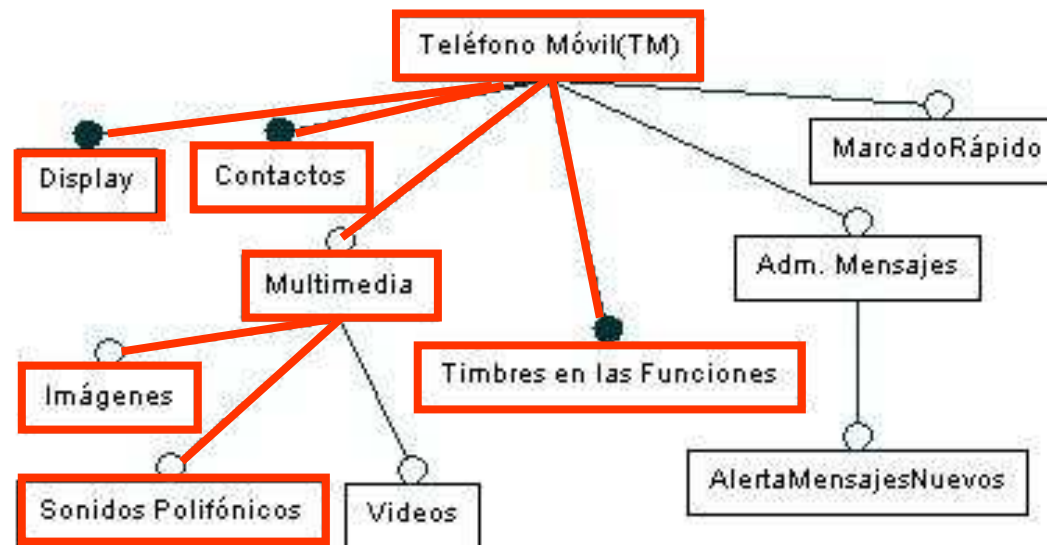 Teléfono Móvil(TM)
Display
Contactos
MarcadoRápido
Multimedia
Adm. Mensajes
Imágenes
Timbres en las Funciones
Sonidos Polifónicos
Videos
AlertaMensajesNuevos